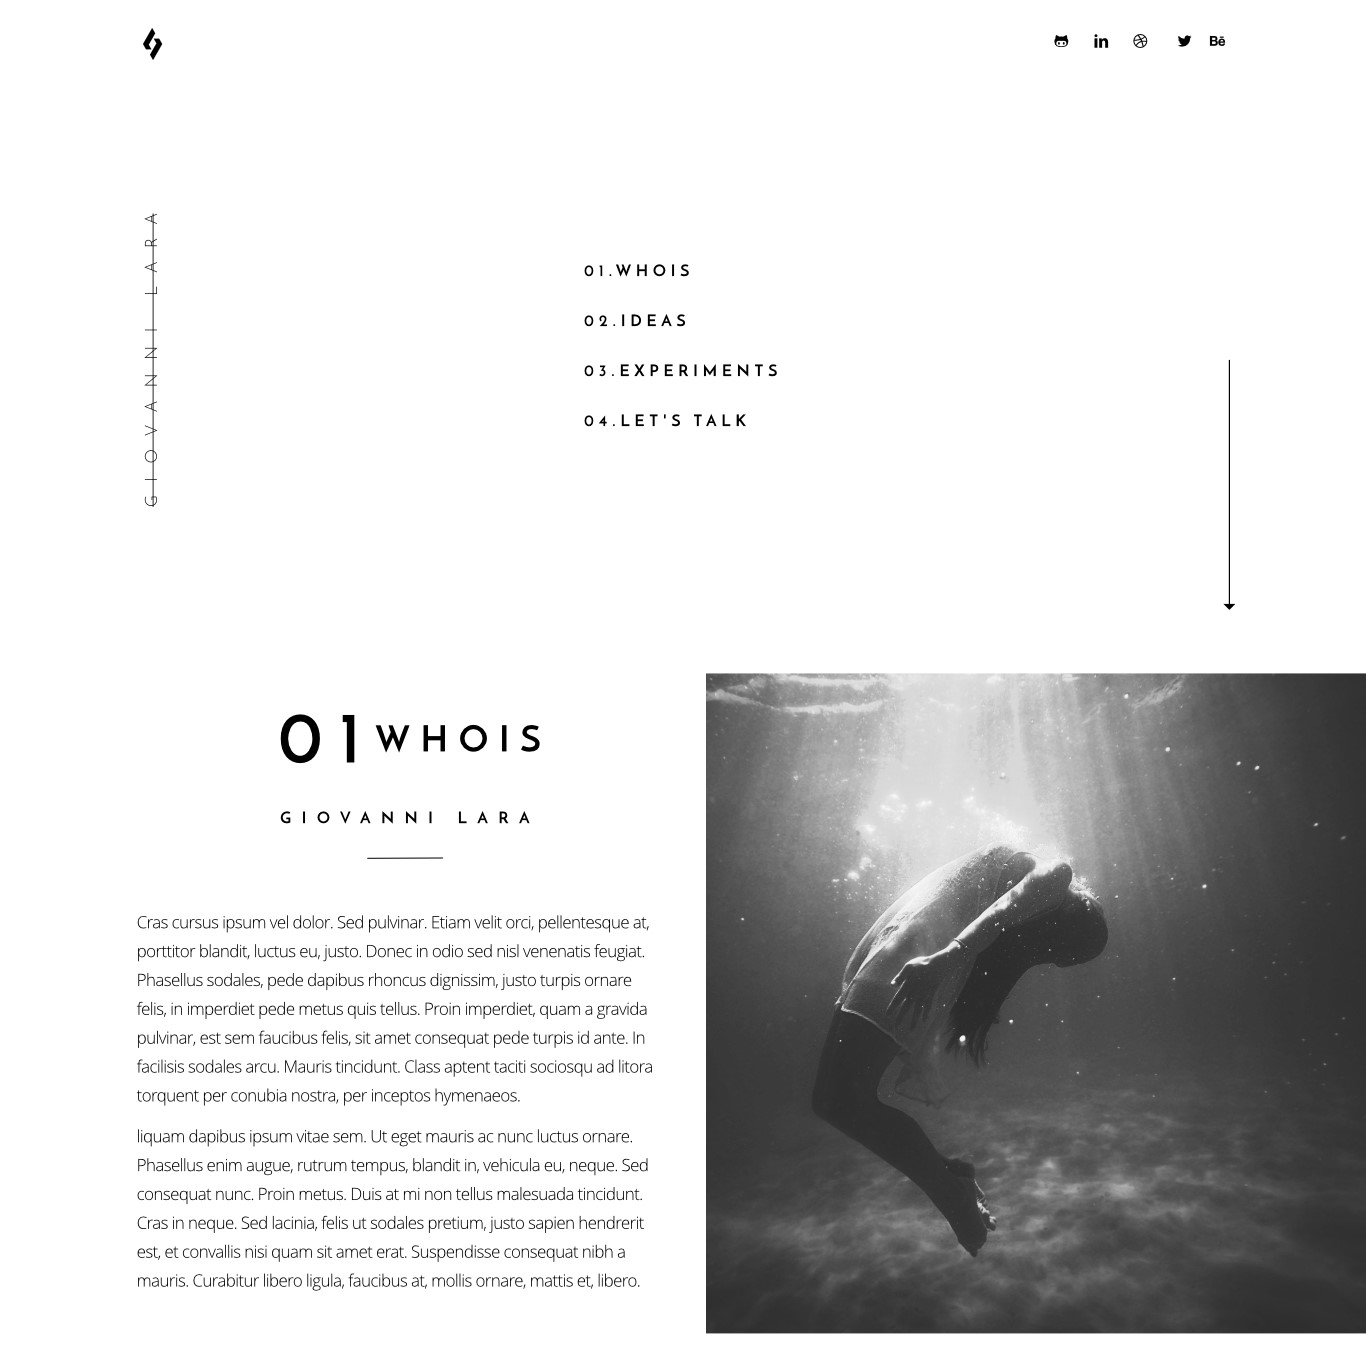 Bē
GIOVANNI LARA
01.WHOIS
02.IDEAS
03.EXPERIMENTS
04.LET'S TALK
01 WHOIS
GIOVANNI LARA
Cras cursus ipsum vel dolor. Sed pulvinar. Etiam velit orci, pellentesque at,
porttitor blandit, luctus eu, justo. Donec in odio sed nisl venenatis feugiat.
Phasellus sodales, pede dapibus rhoncus dignissim, justo turpis ornare
felis, in imperdiet pede metus quis tellus. Proin imperdiet, quam a gravida
pulvinar, est sem faucibus felis, sit amet consequat pede turpis id ante. In
facilisis sodales arcu. Mauris tincidunt. Class aptent taciti sociosqu ad litora
torquent per conubia nostra, per inceptos hymenaeos.
liquam dapibus ipsum vitae sem. Ut eget mauris ac nunc luctus ornare.
Phasellus enim augue, rutrum tempus, blandit in, vehicula eu, neque. Sed
consequat nunc. Proin metus. Duis at mi non tellus malesuada tincidunt.
Cras in neque. Sed lacinia, felis ut sodales pretium, justo sapien hendrerit
est, et convallis nisi quam sit amet erat. Suspendisse consequat nibh a
mauris. Curabitur libero ligula, faucibus at, mollis ornare, mattis et, libero.